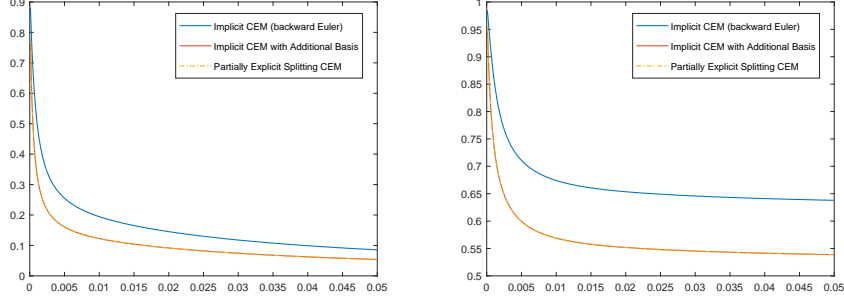 0.9
0.8
0.7
0.6
0.5
0.4
0.3
0.2
0.1
0
0 0.005 0.01 0.015 0.02 0.025 0.03 0.035 0.04 0.045 0.05
Implicit CEM (backward Euler)
Implicit CEM with Additional Basis
Partially Explicit Splitting CEM
1
0.95
0.9
0.85
0.8
0.75
0.7
0.65
0.6
0.55
0.5
0 0.005 0.01 0.015 0.02 0.025 0.03 0.035 0.04 0.045 0.05
Implicit CEM (backward Euler)
Implicit CEM with Additional Basis
Partially Explicit Splitting CEM